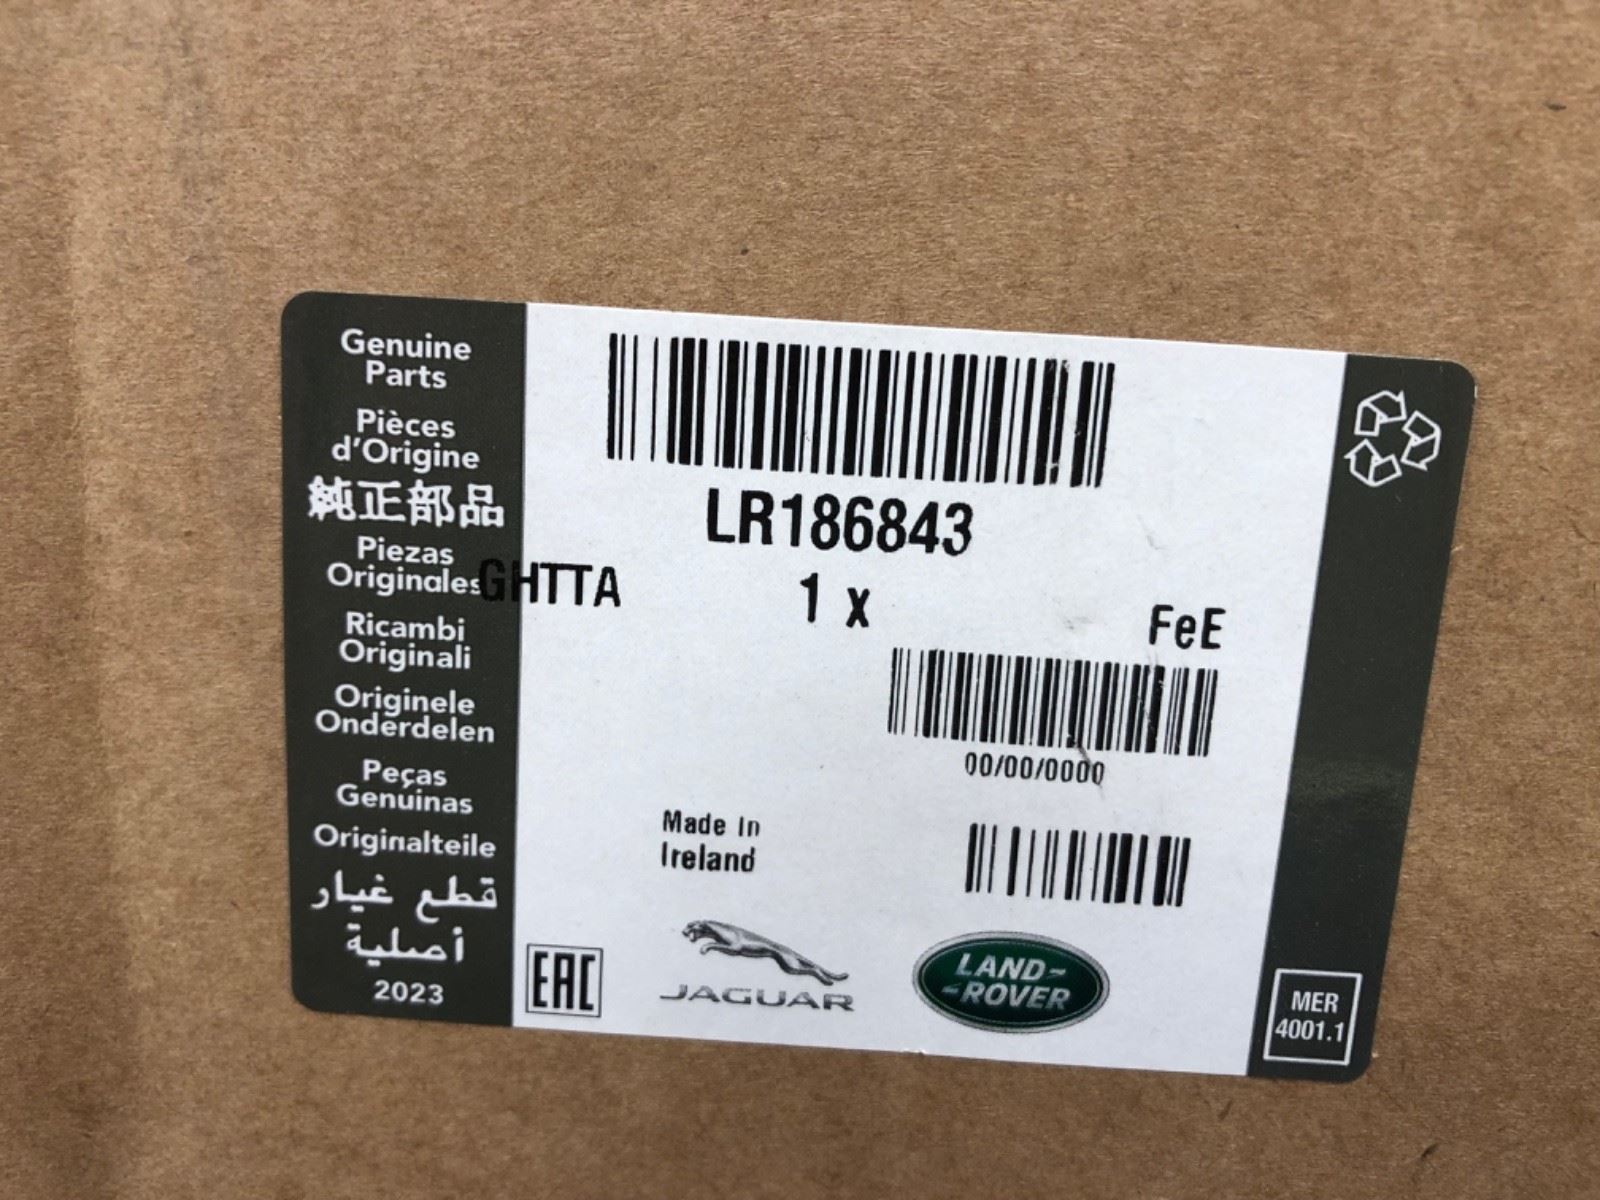 Genuine
Parts
Pièces
d'Origine
純正部品
Piezas
Originales
Ricambi
Originali
Originele
Onderdelen
Peças
Genuinas
Originalteile
قطع غيار
أصلية
2023
LR186843
GHTTA
1 x
FeE
00/00/0000
Made In
Ireland
EAC
JAGUAR
LAND-
-ROVER
MER
4001.1